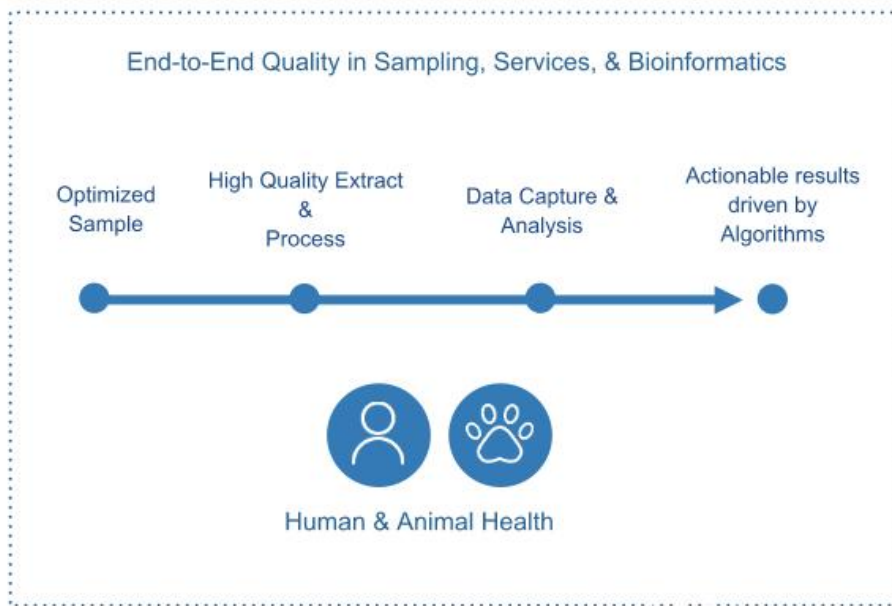 End-to-End Quality in Sampling, Services, & Bioinformatics
Optimized
Sample
High Quality Extract
&
Process
Data Capture &
Analysis
Actionable results
driven by
Algorithms
Human & Animal Health